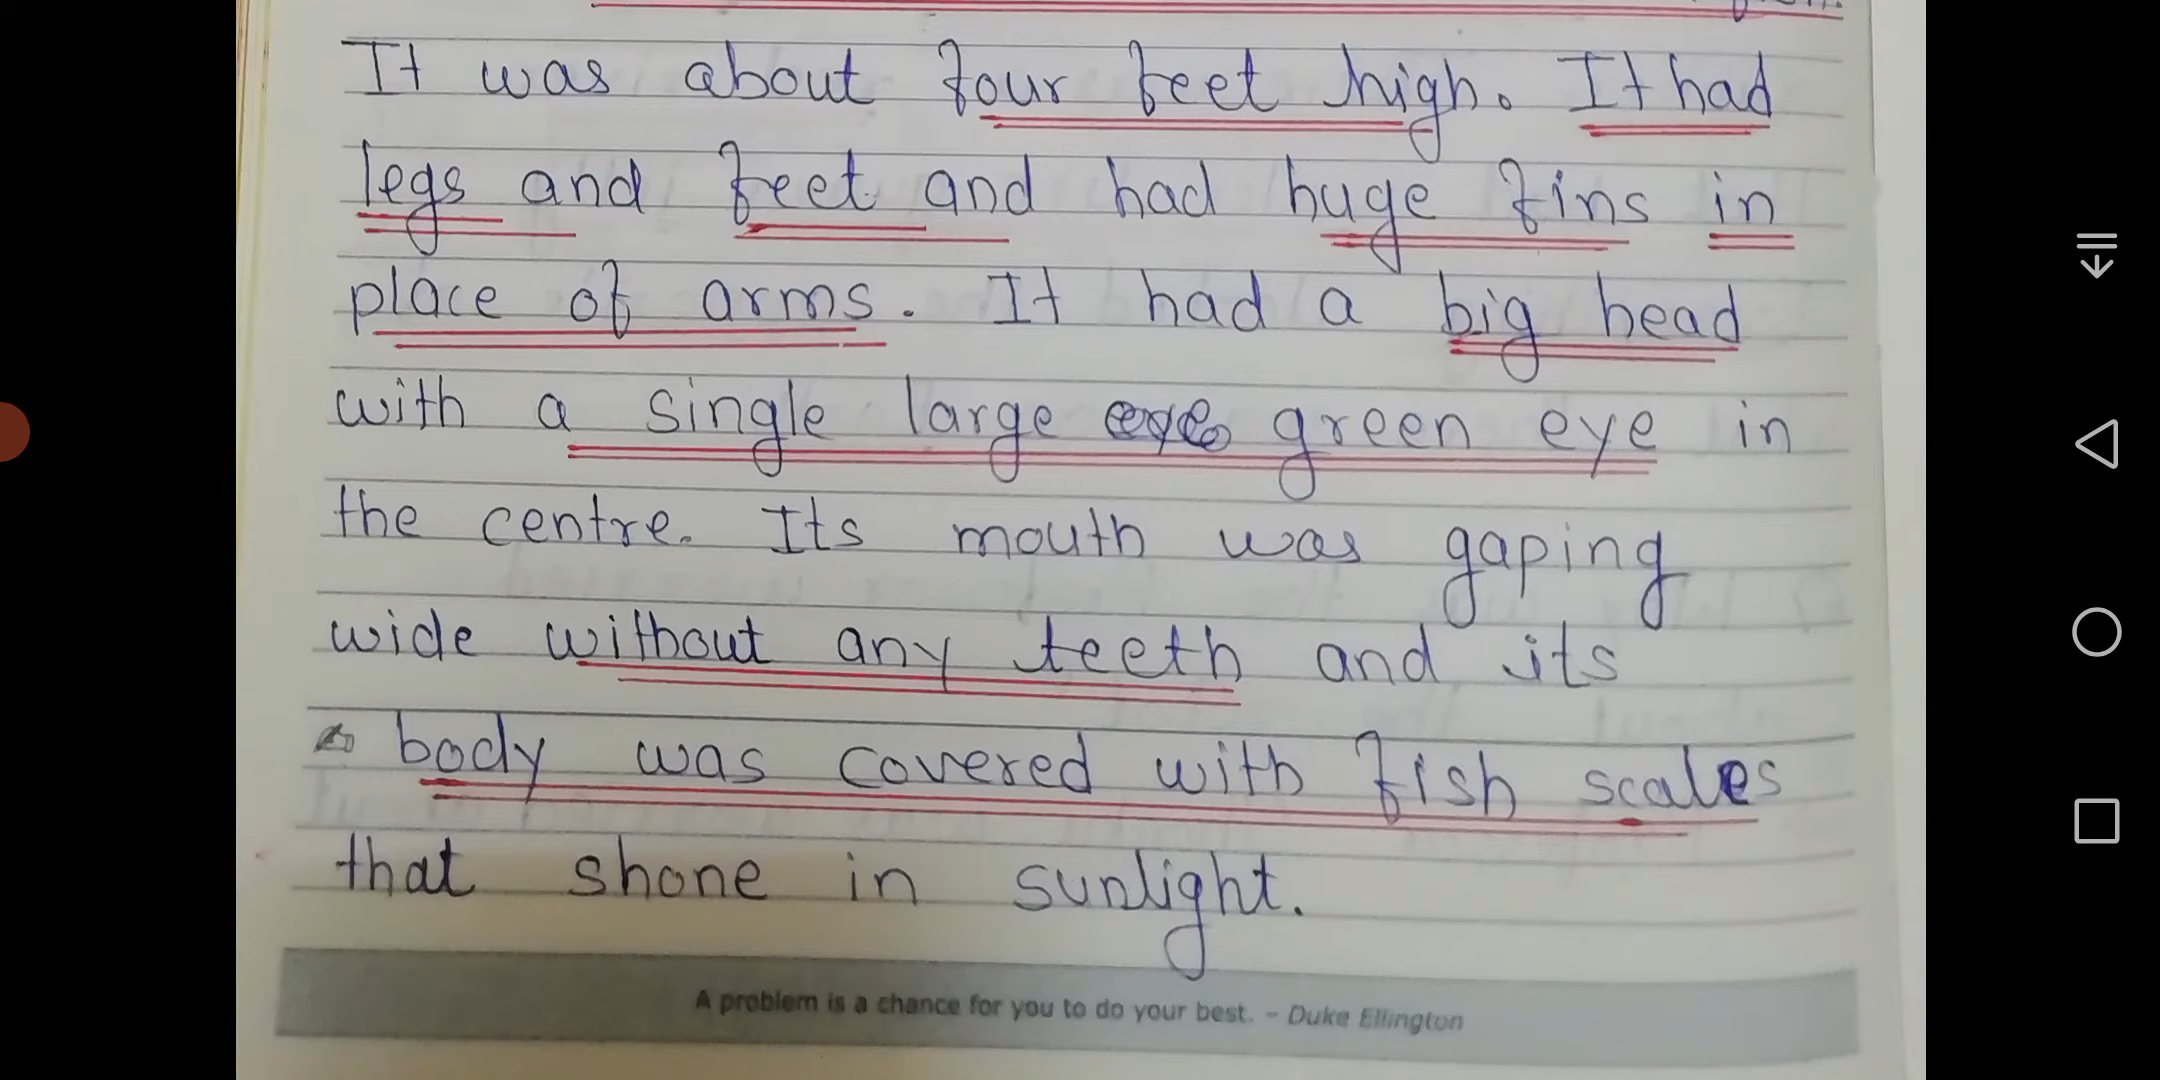 It was about four feet high. It had
legs and feet and had huge fins in
place of arms. It had a big head
with a single large eye green eye in
the centre. Its mouth was gaping
wide without any teeth and its
body was covered with fish scales
that shone in sunlight.
A problem is a chance for you to do your best. – Duke Ellington